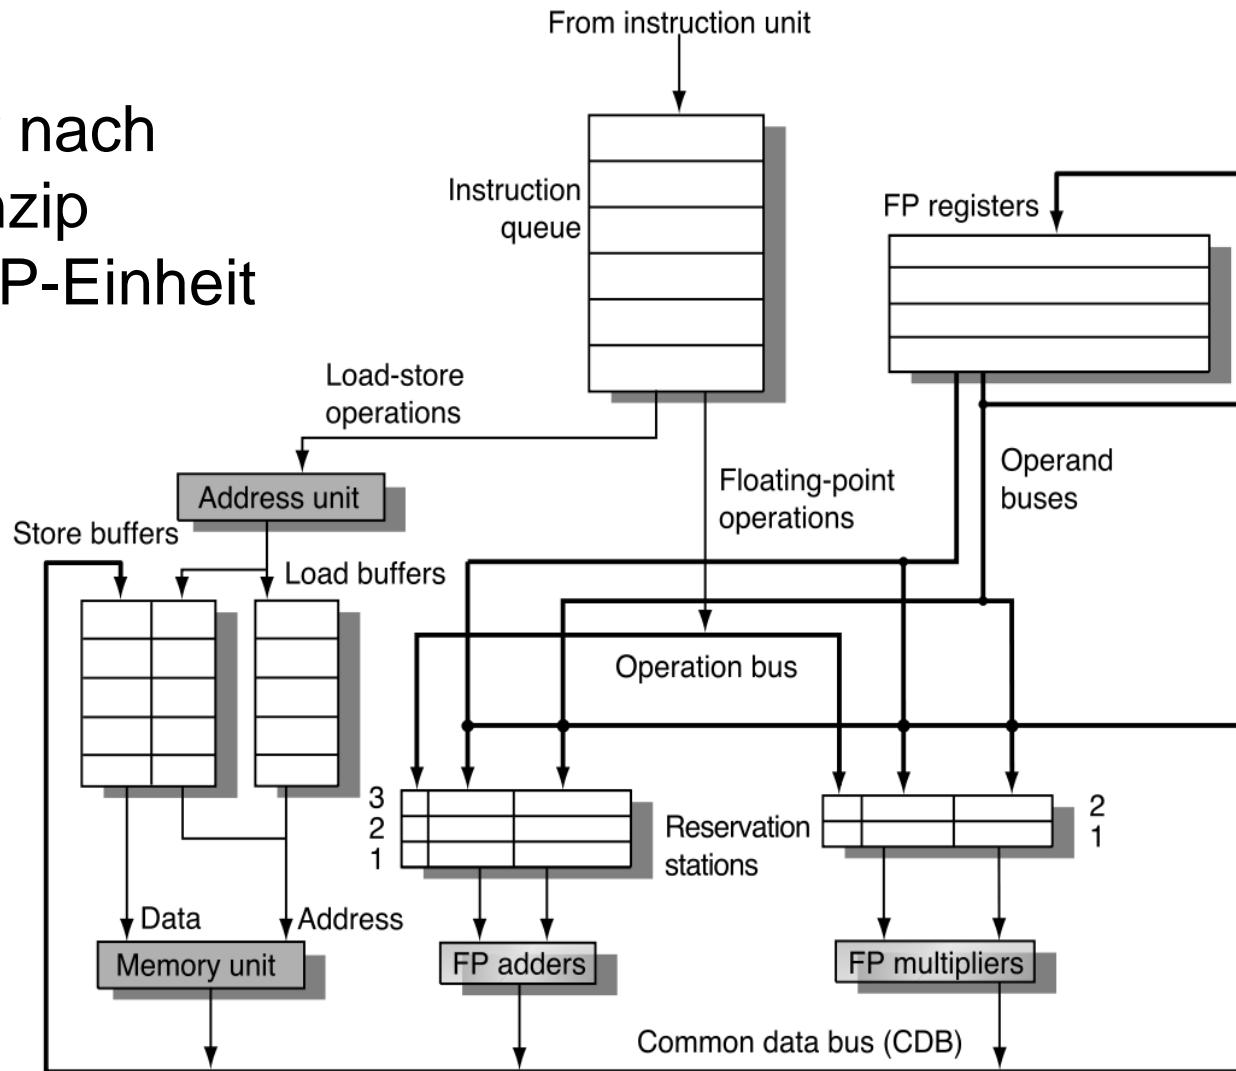 From instruction unit
nach
P-Einheit
Instruction
queue
FP registers
Load-store
operations
Address unit
Floating-point
operations
Operand
buses
Store buffers
Load buffers
Operation bus
3
2
1
Reservation
stations
2
1
Data
Address
Memory unit
FP adders
FP multipliers
Common data bus (CDB)